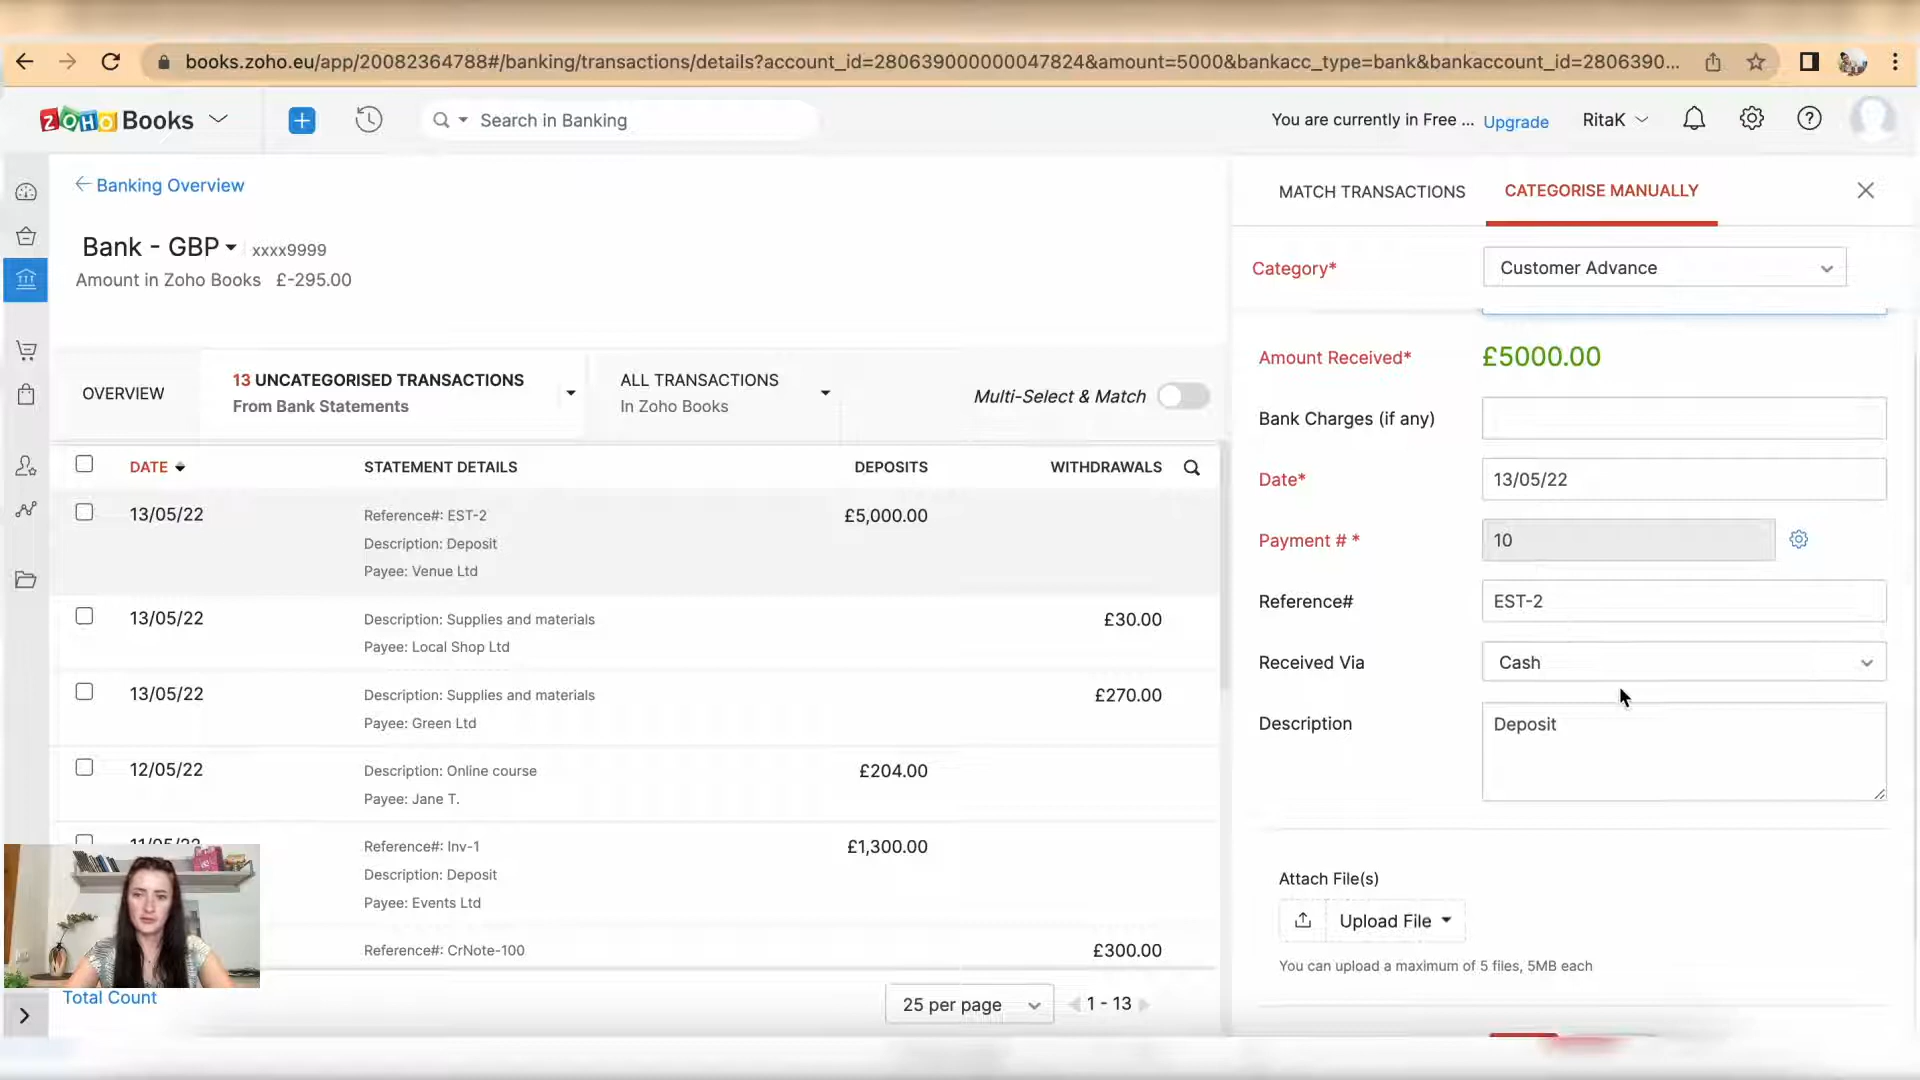 books.zoho.eu/app/20082364788#/banking/transactions/details?account_id=280639000000047824&amount=5000&bankacc_type=bank&bankaccount_id=2806390...
ZOHO Books
Search in Banking
You are currently in Free ... Upgrade
RitaK
Banking Overview
Bank - GBP xxxx9999
Amount in Zoho Books £-295.00
OVERVIEW
13 UNCATEGORISED TRANSACTIONS
From Bank Statements
ALL TRANSACTIONS
In Zoho Books
Multi-Select & Match
DATE STATEMENT DETAILS DEPOSITS WITHDRAWALS
13/05/22 Reference#: EST-2 £5,000.00
Description: Deposit
Payee: Venue Ltd
13/05/22 Description: Supplies and materials £30.00
Payee: Local Shop Ltd
13/05/22 Description: Supplies and materials £270.00
Payee: Green Ltd
12/05/22 Description: Online course £204.00
Payee: Jane T.
11/05/22 Reference#: Inv-1 £1,300.00
Description: Deposit
Payee: Events Ltd
Reference#: CrNote-100 £300.00
Total Count
25 per page 1 - 13
MATCH TRANSACTIONS CATEGORISE MANUALLY
Category* Customer Advance
Amount Received* £5000.00
Bank Charges (if any)
Date* 13/05/22
Payment # * 10
Reference# EST-2
Received Via Cash
Description Deposit
Attach File(s)
Upload File
You can upload a maximum of 5 files, 5MB each